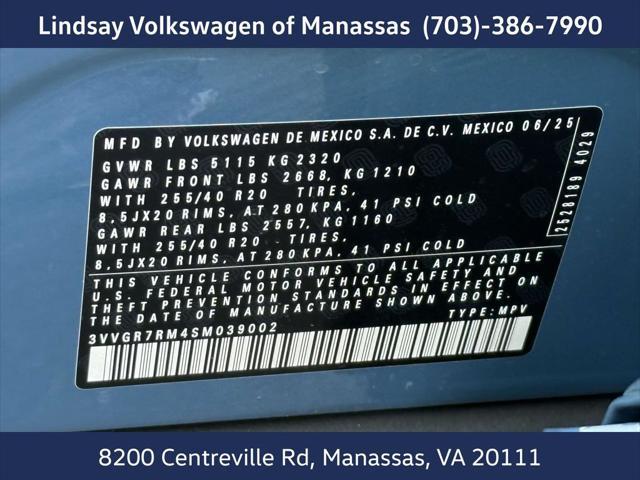 Lindsay Volkswagen of Manassas (703)-386-7990
MFD BY VOLKSWAGEN DE MEXICO S.A. DE C.V. MEXICO 06/25
GVWR LBS 5115 KG 2320
GAWR FRONT LBS 2668, KG 1210
WITH 255/40 R20 TIRES,
8,5JX20 RIMS, AT 280 KPA, 41 PSI COLD
GAWR REAR LBS 2557, KG 1160
WITH 255/40 R20 TIRES,
8,5JX20 RIMS, AT 280 KPA, 41 PSI COLD
THIS VEHICLE CONFORMS TO ALL APPLICABLE
U.S. FEDERAL MOTOR VEHICLE SAFETY AND
THEFT PREVENTION STANDARDS IN EFFECT ON
THE DATE OF MANUFACTURE SHOWN ABOVE.
3VVGR7RM4SM039002 TYPE: MPV
2528189 4029
8200 Centreville Rd, Manassas, VA 20111